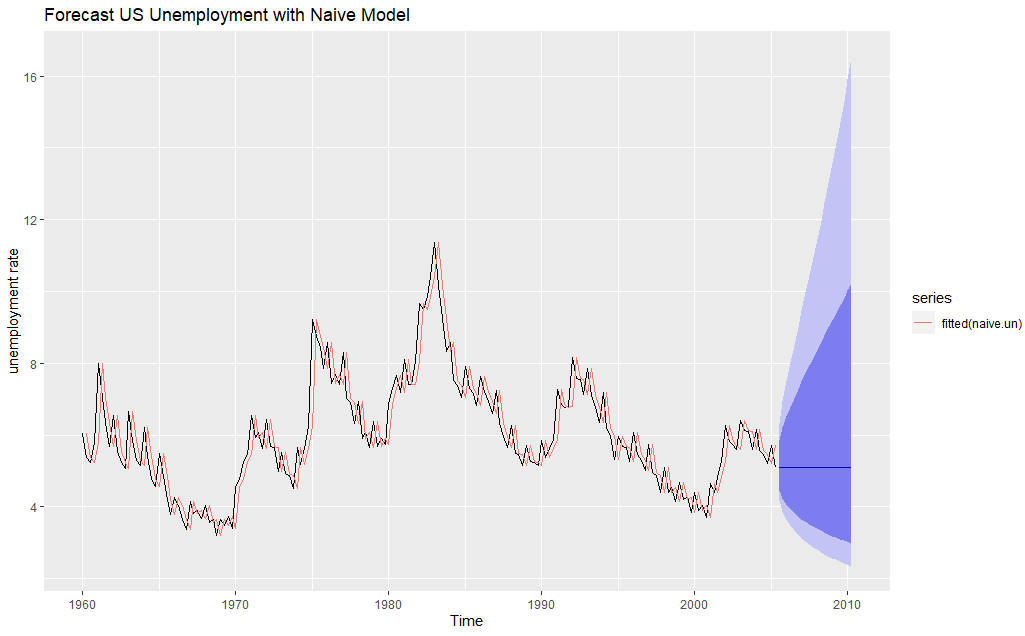 Forecast US Unemployment with Naive Model
16
12
8
4
unemployment rate
1960 1970 1980 1990 2000 2010
Time
series
fitted(naive.un)